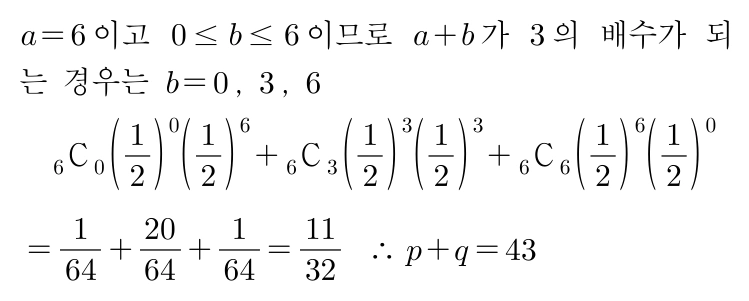 a=6 이고 0≤b≤6 이므로 a+b가 3의 배수가 되
는 경우는 b=0, 3, 6
₆C₀(1/2)⁰(1/2)⁶+₆C₃(1/2)³(1/2)³+₆C₆(1/2)⁶(1/2)⁰
=1/64+20/64+1/64=11/32 ∴ p+q=43